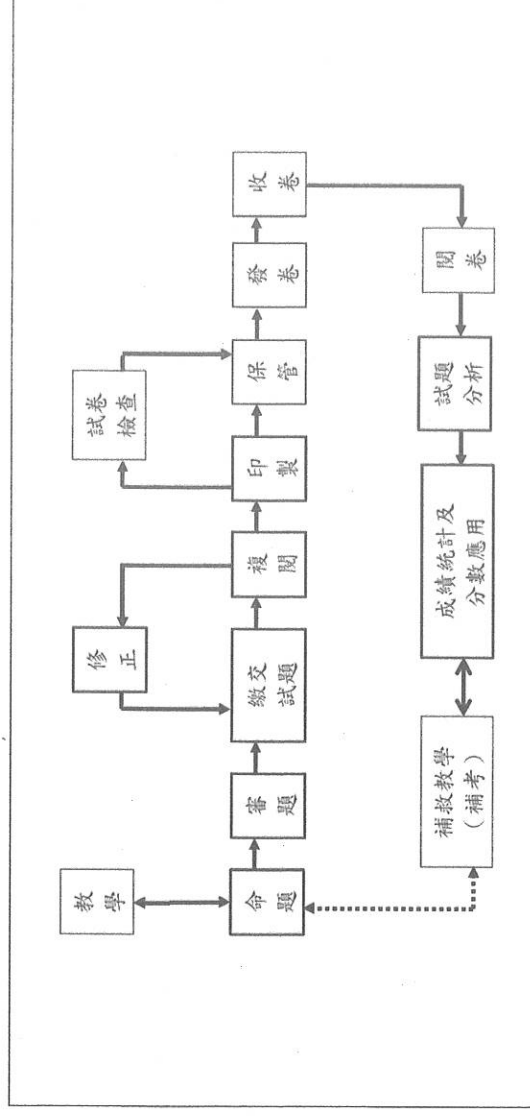 教
學
命
題
審
題
繳交
試題
修
正
複
閱
印
製
試卷
檢查
保
管
發
卷
收
卷
閱
卷
試題
分析
成績統計及
分數應用
補救教學
(補考)